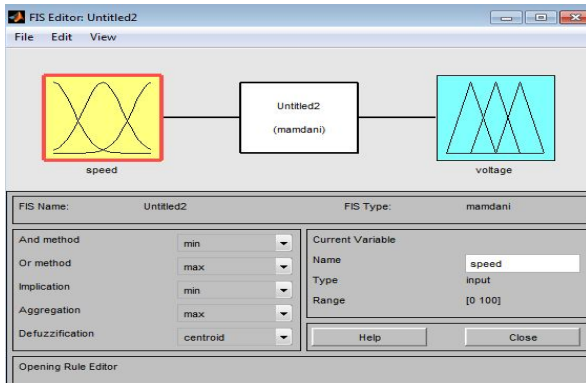 FIS Editor: Untitled2
File Edit View
Untitled2
(mamdani)
speed
voltage
FIS Name: Untitled2 FIS Type: mamdani
And method min
Or method max
Implication min
Aggregation max
Defuzzification centroid
Current Variable
Name speed
Type input
Range [0 100]
Help Close
Opening Rule Editor